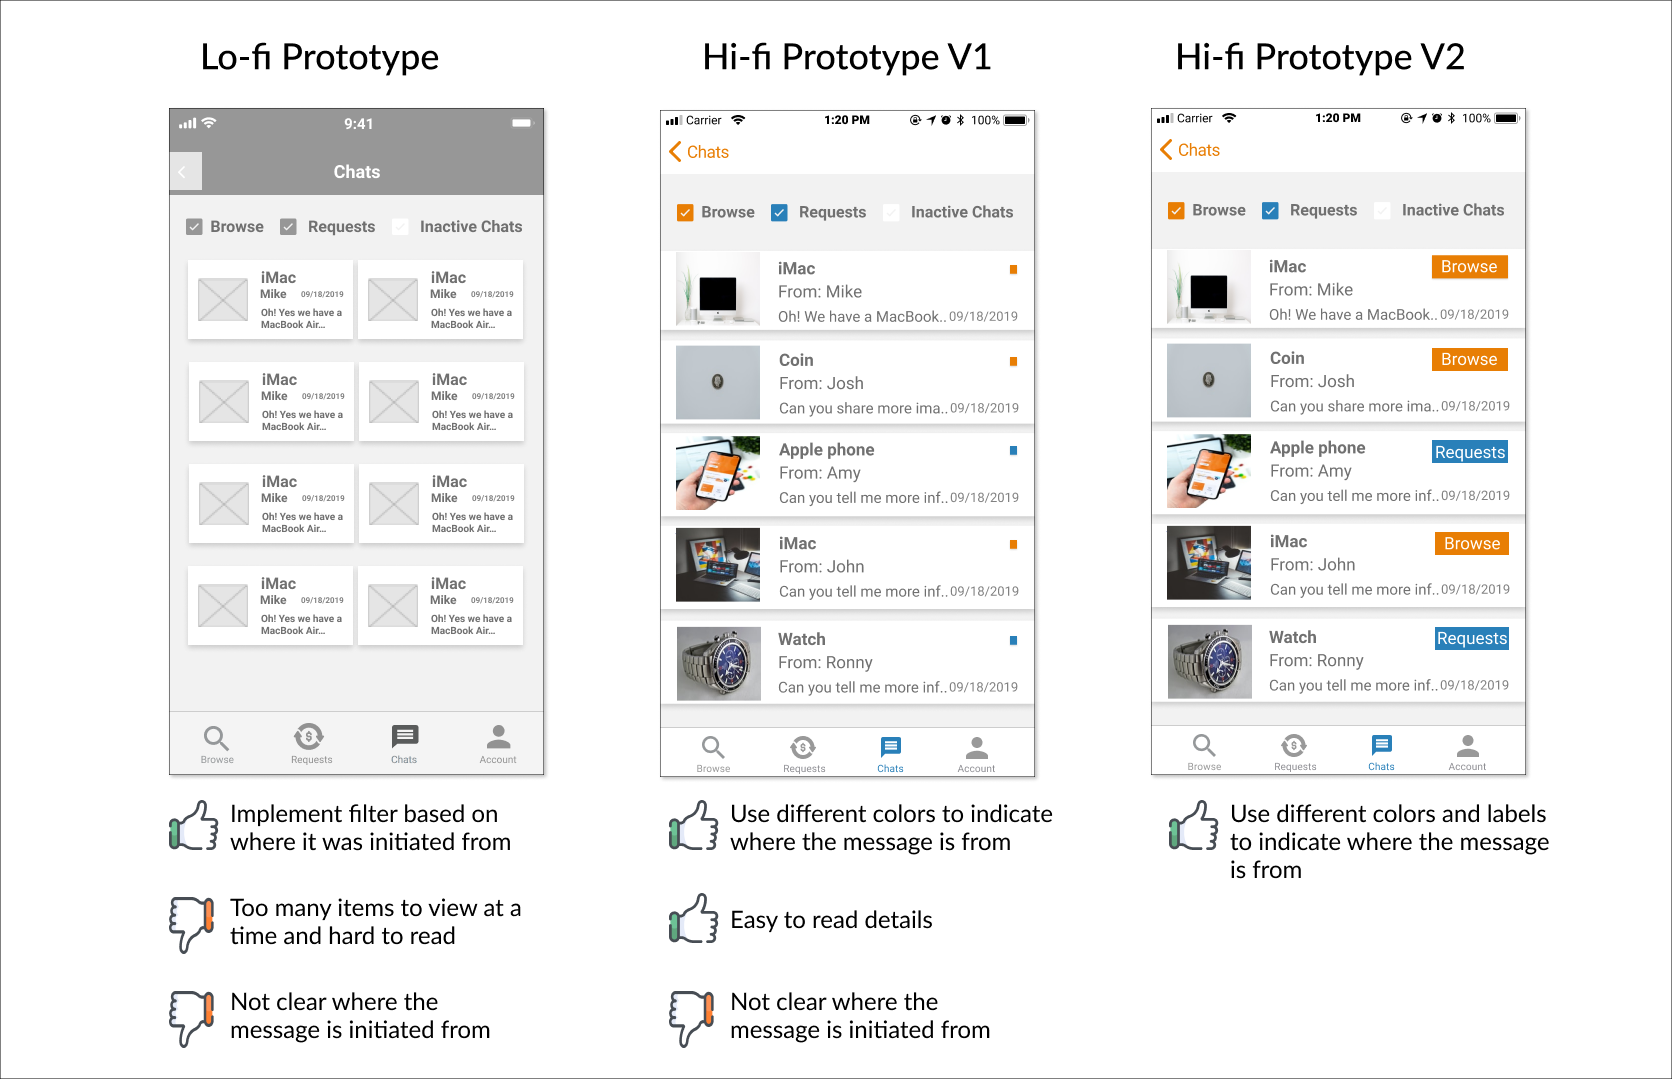 Lo-fi Prototype
9:41
Chats
Browse Requests Inactive Chats
iMac
Mike 09/18/2019
Oh! Yes we have a
MacBook Air...
iMac
Mike 09/18/2019
Oh! Yes we have a
MacBook Air...
iMac
Mike 09/18/2019
Oh! Yes we have a
MacBook Air...
iMac
Mike 09/18/2019
Oh! Yes we have a
MacBook Air...
iMac
Mike 09/18/2019
Oh! Yes we have a
MacBook Air...
iMac
Mike 09/18/2019
Oh! Yes we have a
MacBook Air...
iMac
Mike 09/18/2019
Oh! Yes we have a
MacBook Air...
iMac
Mike 09/18/2019
Oh! Yes we have a
MacBook Air...
Browse Requests Chats Account
Implement filter based on
where it was initiated from
Too many items to view at a
time and hard to read
Not clear where the
message is initiated from
Hi-fi Prototype V1
Carrier 1:20 PM 100%
Chats
Browse Requests Inactive Chats
iMac
From: Mike
Oh! We have a MacBook.. 09/18/2019
Coin
From: Josh
Can you share more ima.. 09/18/2019
Apple phone
From: Amy
Can you tell me more inf.. 09/18/2019
iMac
From: John
Can you tell me more inf.. 09/18/2019
Watch
From: Ronny
Can you tell me more inf.. 09/18/2019
Browse Requests Chats Account
Use different colors to indicate
where the message is from
Easy to read details
Not clear where the
message is initiated from
Hi-fi Prototype V2
Carrier 1:20 PM 100%
Chats
Browse Requests Inactive Chats
iMac Browse
From: Mike
Oh! We have a MacBook.. 09/18/2019
Coin Browse
From: Josh
Can you share more ima.. 09/18/2019
Apple phone Requests
From: Amy
Can you tell me more inf.. 09/18/2019
iMac Browse
From: John
Can you tell me more inf.. 09/18/2019
Watch Requests
From: Ronny
Can you tell me more inf.. 09/18/2019
Browse Requests Chats Account
Use different colors and labels
to indicate where the message
is from